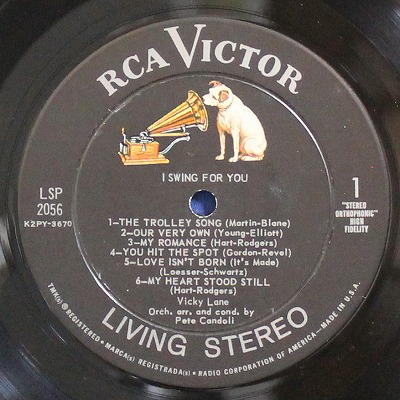 RCA VICTOR
I SWING FOR YOU
LSP
2056
K2PY-3670
1
"STEREO
ORTHOPHONIC"
HIGH
FIDELITY
1-THE TROLLEY SONG (Martin-Blane)
2-OUR VERY OWN (Young-Elliott)
3-MY ROMANCE (Hart-Rodgers)
4-YOU HIT THE SPOT (Gordon-Revel)
5-LOVE ISN'T BORN (It's Made)
(Loesser-Schwartz)
6-MY HEART STOOD STILL
(Hart-Rodgers)
Vicky Lane
Orch. arr. and cond. by
Pete Candoli
LIVING STEREO
TMK(s) ® REGISTERED • MARCA(s) REGISTRADA(s) • RADIO CORPORATION OF AMERICA—MADE IN U.S.A.